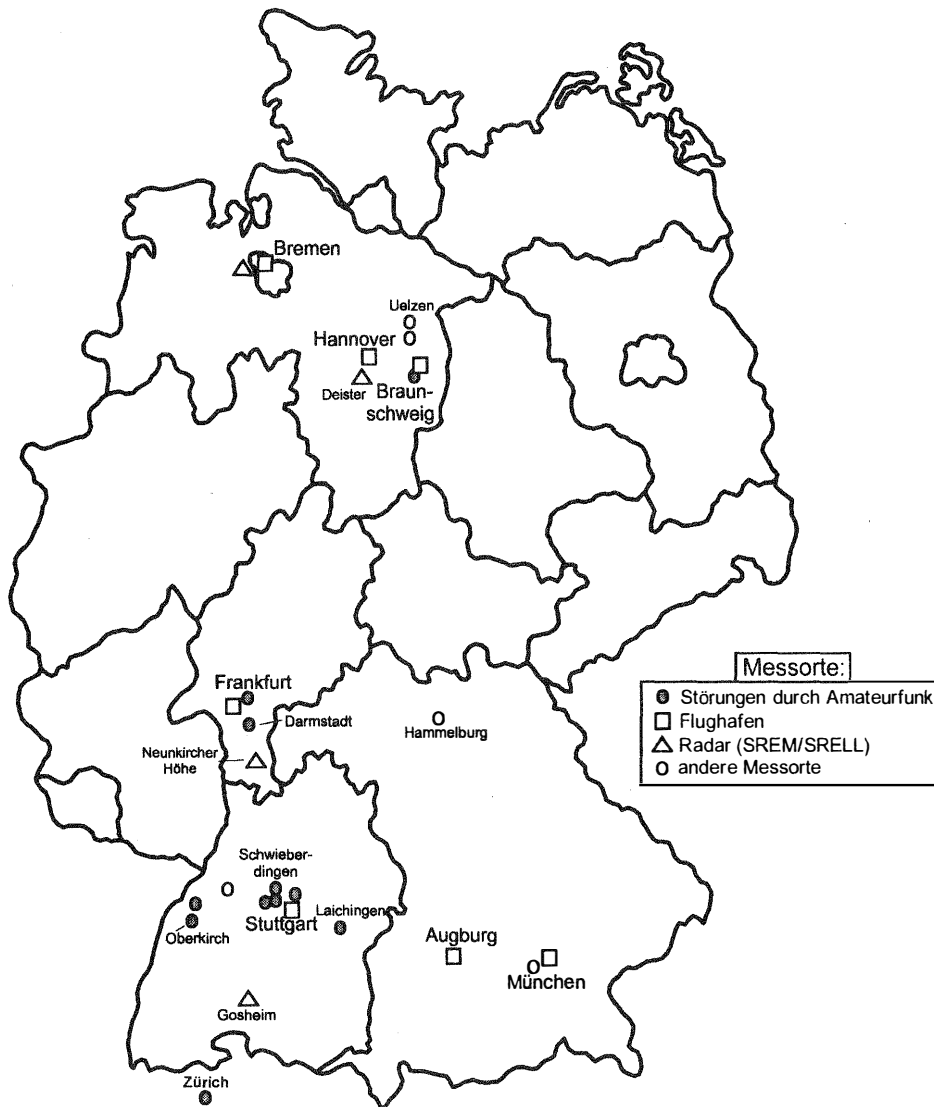 Bremen
Uelzen
Hannover
Deister
Braun-
schweig
Frankfurt
Darmstadt
Neunkircher
Höhe
Hammelburg
Messorte:
Störungen durch Amateurfunk
Flughafen
Radar (SREM/SRELL)
andere Messorte
Schwieber-
dingen
Stuttgart
Laichingen
Oberkirch
Augburg
München
Gosheim
Zürich